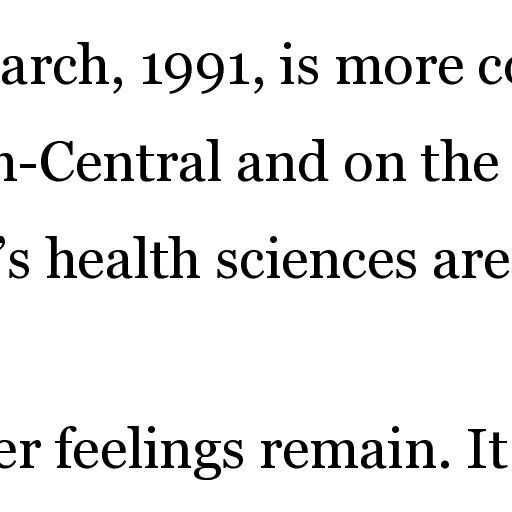 arch, 1991, is more co
n-Central and on the
’s health sciences are
er feelings remain. It